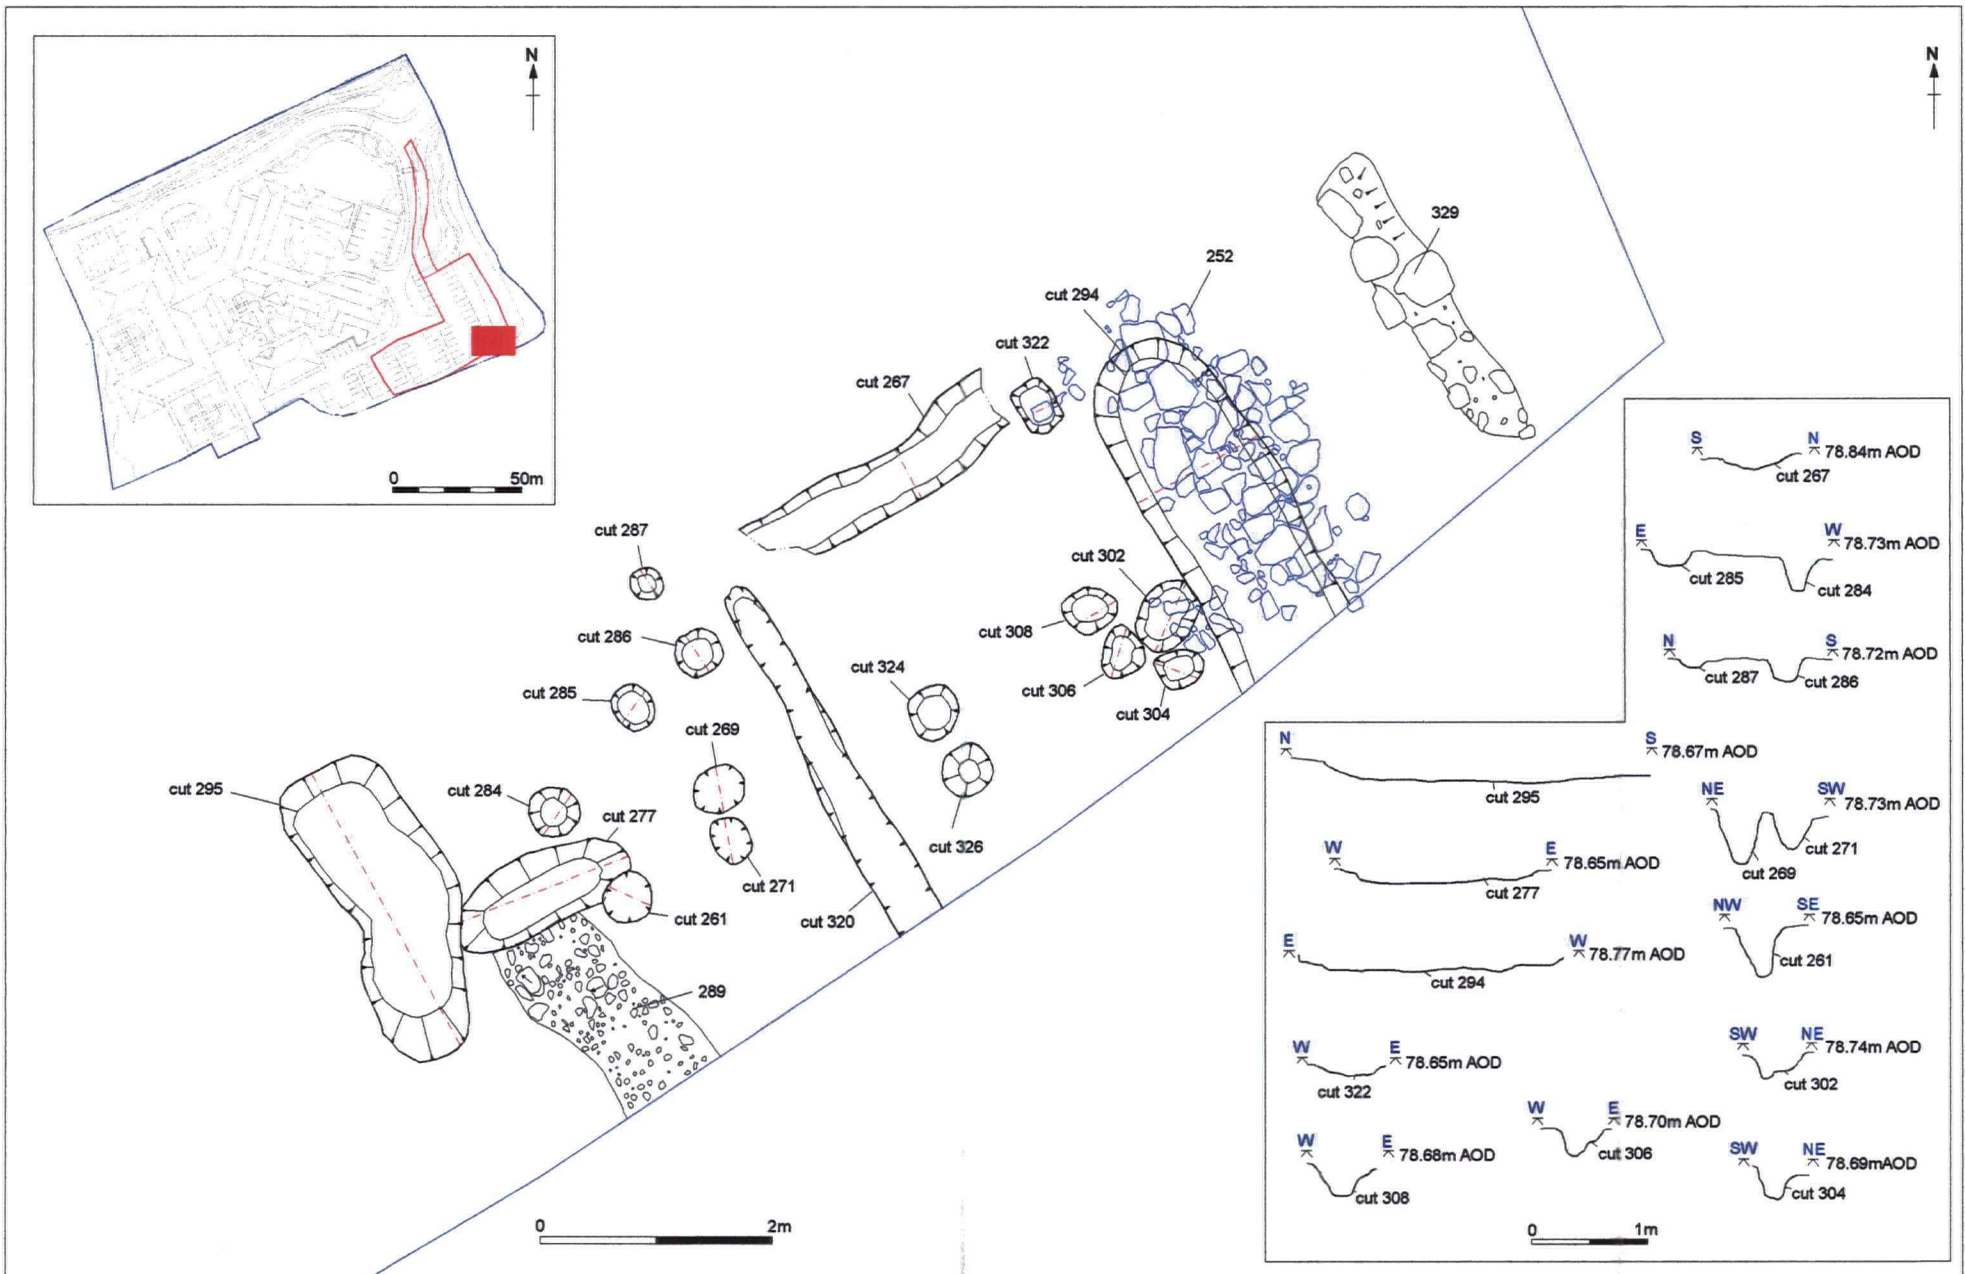 N
0 50m
N
329
252
cut 294
cut 322
cut 267
cut 287
cut 302
cut 286
cut 308
cut 324
cut 285
cut 306
cut 304
cut 269
cut 295
cut 284
cut 277
cut 326
cut 271
cut 261
cut 320
289
0 2m
S N 78.84m AOD
cut 267
E W 78.73m AOD
cut 285
cut 284
N S 78.72m AOD
cut 287 cut 286
N S 78.67m AOD
cut 295
NE SW 78.73m AOD
cut 271
cut 269
W E 78.65m AOD
cut 277
NW SE 78.65m AOD
cut 261
E W 78.77m AOD
cut 294
SW NE 78.74m AOD
cut 302
W E 78.65m AOD
cut 322
W E 78.70m AOD
cut 306
W E 78.68m AOD
cut 308
SW NE 78.69mAOD
cut 304
0 1m